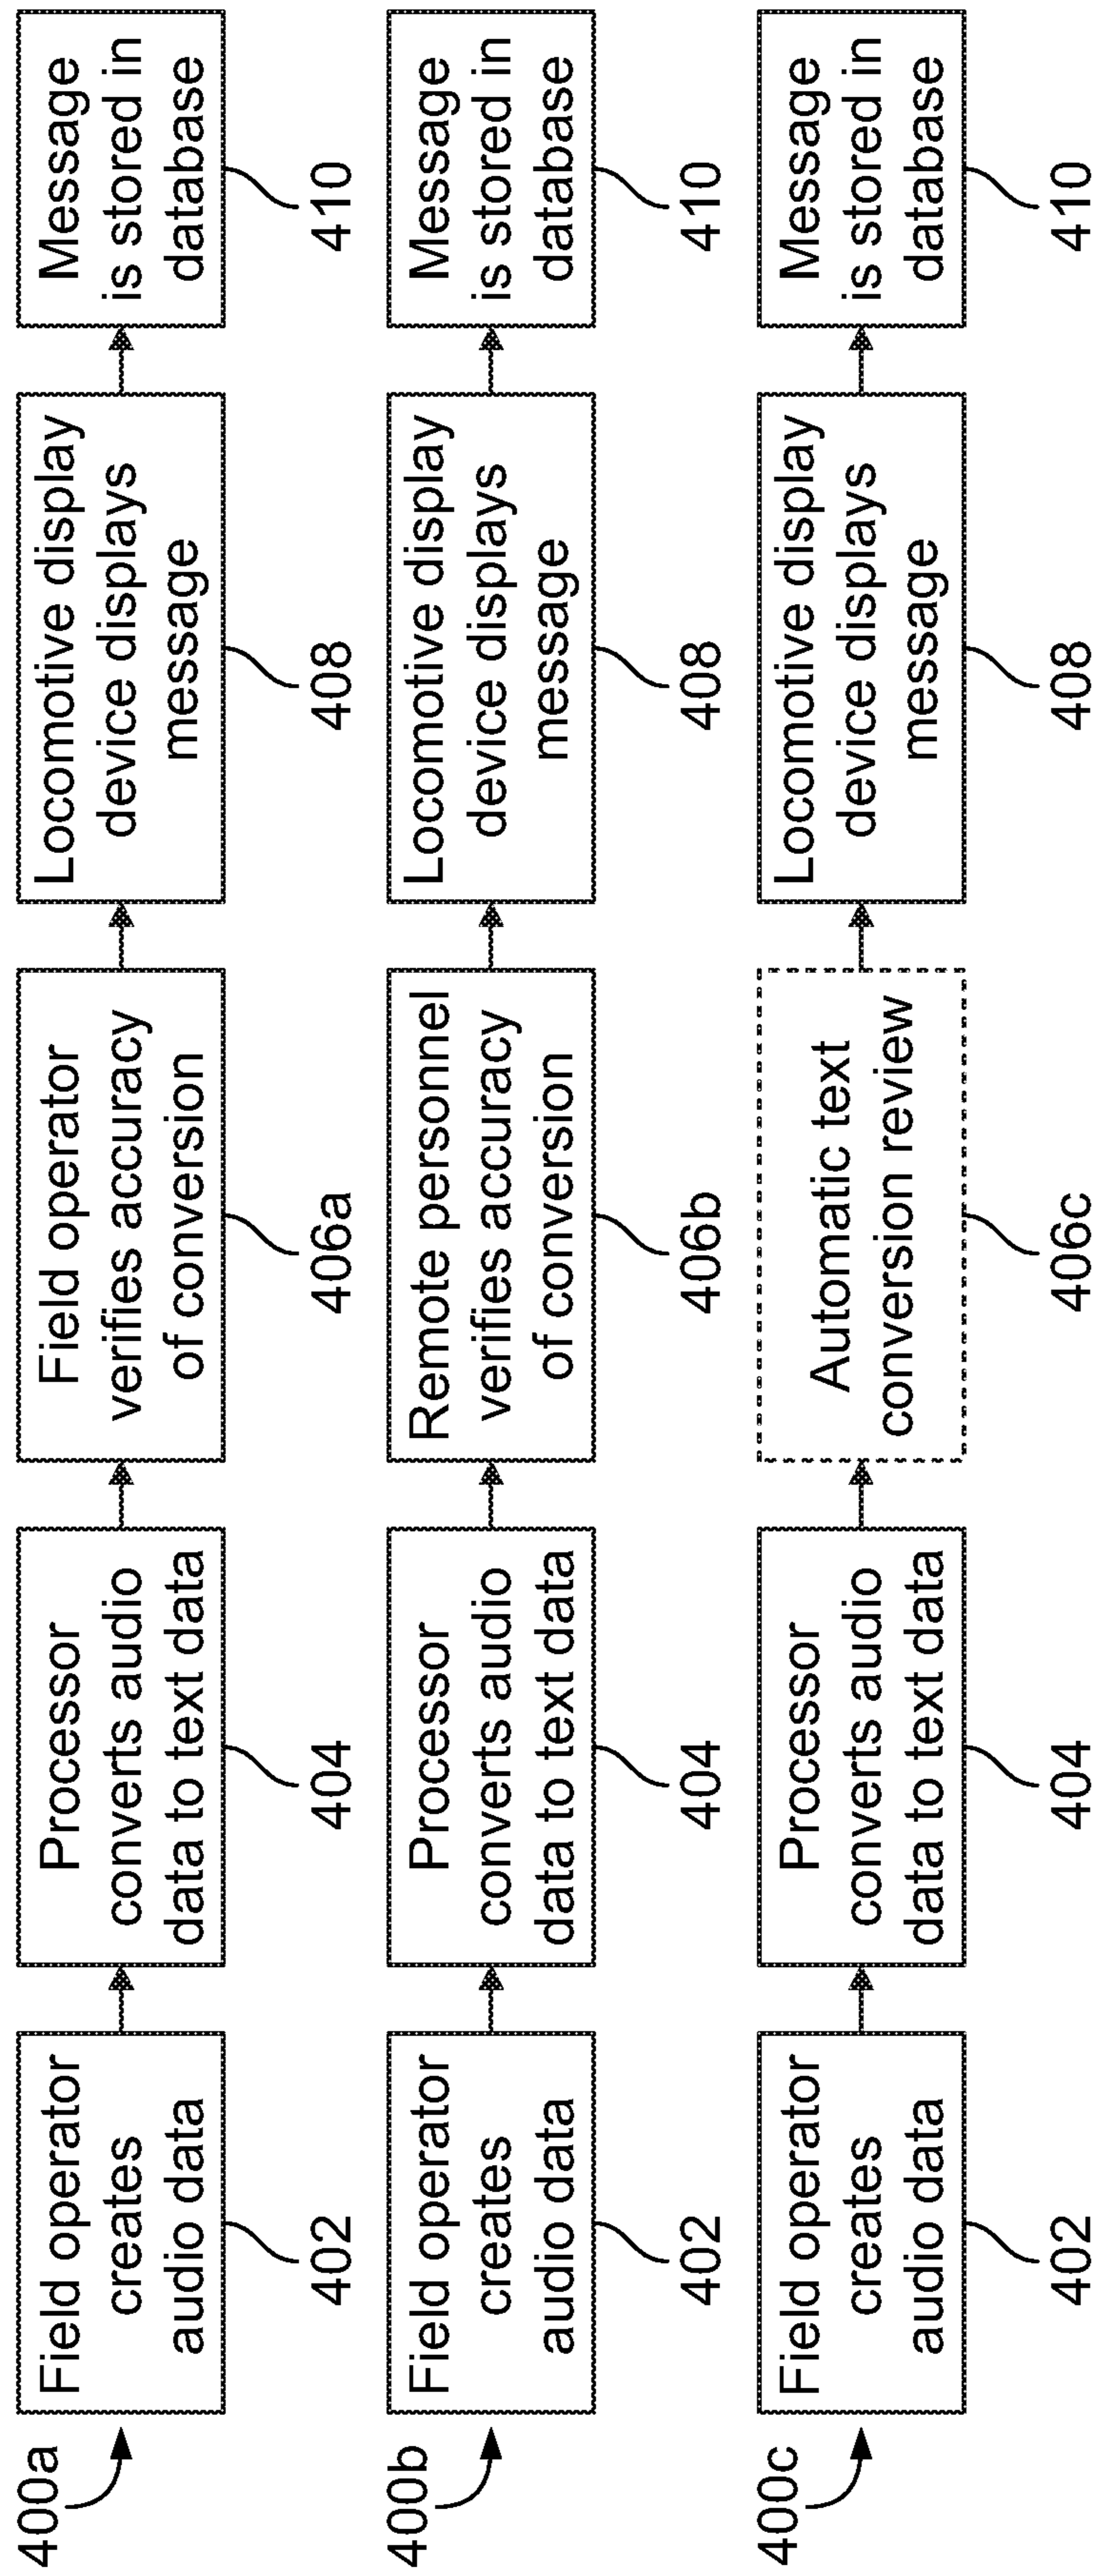 400a
Field operator
creates
audio data
402
Processor
converts audio
data to text data
404
Field operator
verifies accuracy
of conversion
406a
Locomotive display
device displays
message
408
Message
is stored in
database
410
400b
Field operator
creates
audio data
402
Processor
converts audio
data to text data
404
Remote personnel
verifies accuracy
of conversion
406b
Locomotive display
device displays
message
408
Message
is stored in
database
410
400c
Field operator
creates
audio data
402
Processor
converts audio
data to text data
404
Automatic text
conversion review
406c
Locomotive display
device displays
message
408
Message
is stored in
database
410